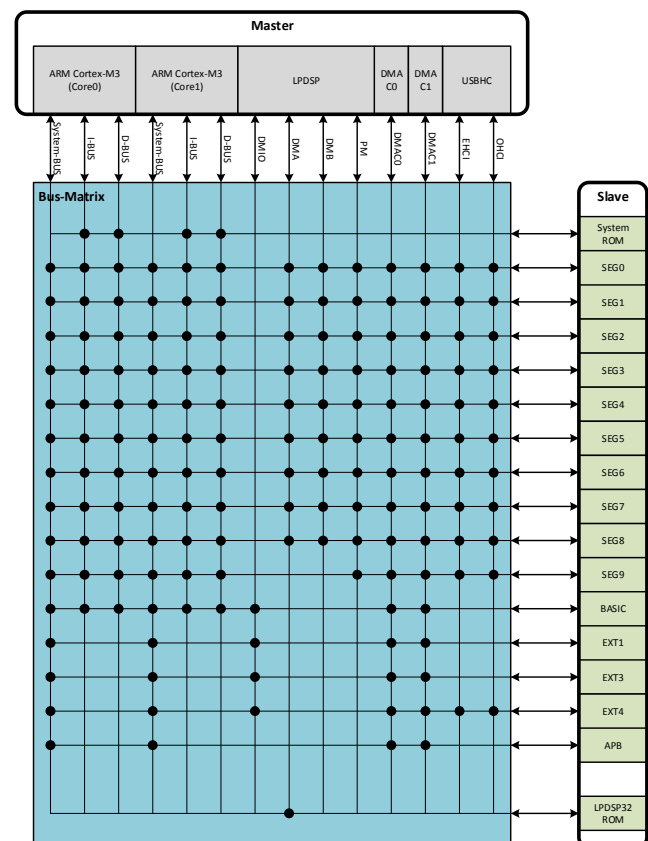 Master
ARM Cortex-M3
(Core0)
ARM Cortex-M3
(Core1)
LPDSP
DMA
C0
DMA
C1
USBHC
System-BUS
I-BUS
D-BUS
System-BUS
I-BUS
D-BUS
DMIO
DMA
DMB
PM
DMAC0
DMAC1
EHCI
OHCI
Bus-Matrix
Slave
System
ROM
SEG0
SEG1
SEG2
SEG3
SEG4
SEG5
SEG6
SEG7
SEG8
SEG9
BASIC
EXT1
EXT3
EXT4
APB
LPDSP32
ROM